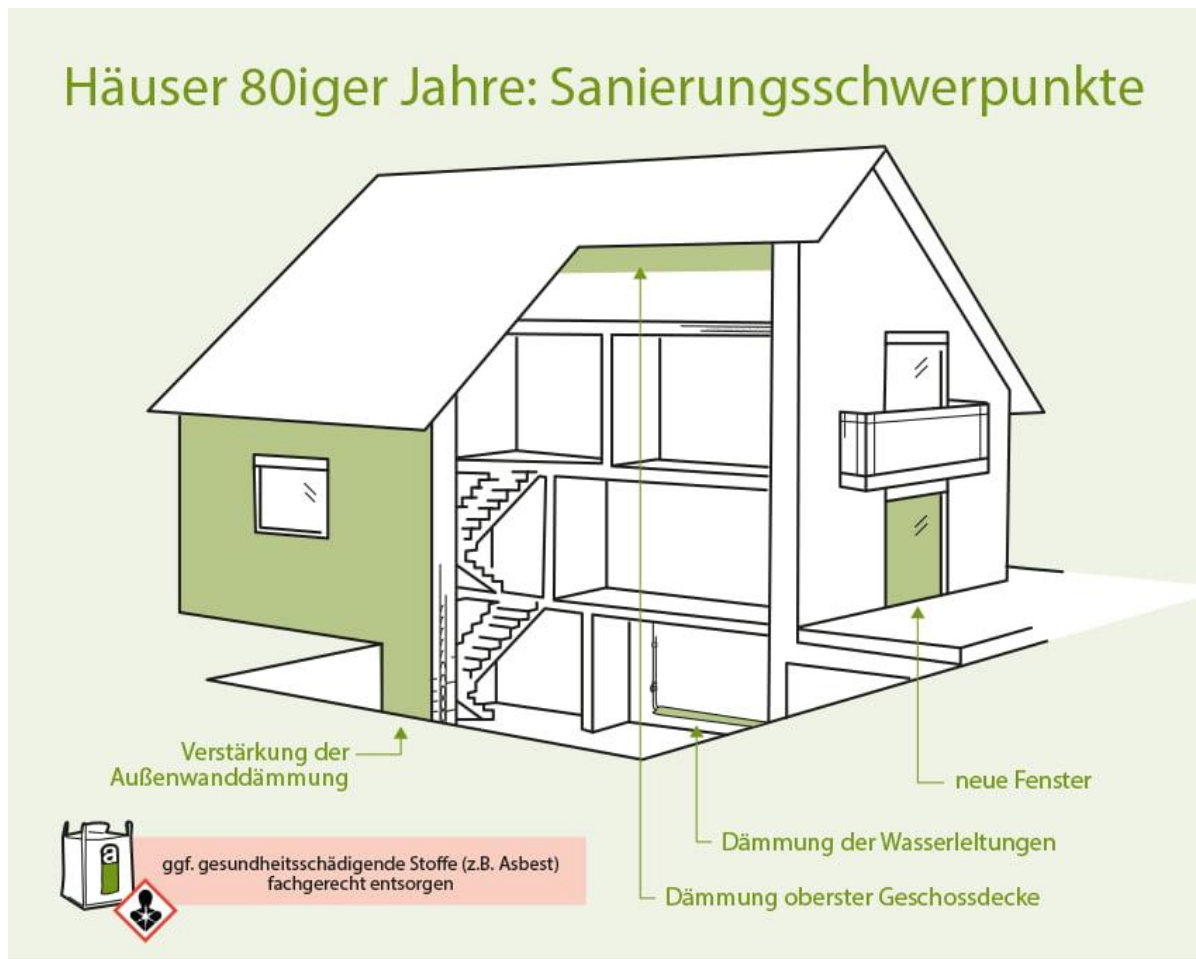 Häuser 80iger Jahre: Sanierungsschwerpunkte
Verstärkung der
Außenwanddämmung
neue Fenster
Dämmung der Wasserleltungen
Dämmung oberster Geschossdecke
a
ggf. gesundheitsschädigende Stoffe (z.B. Asbest)
fachgerecht entsorgen